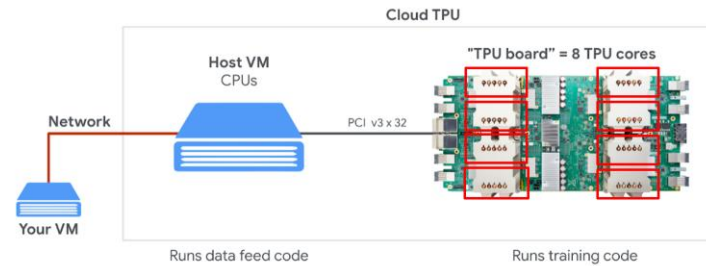 Cloud TPU
"TPU board” = 8 TPU cores
Host VM
CPUs
Network
PCI v3 x 32
Your VM
Runs data feed code
Runs training code